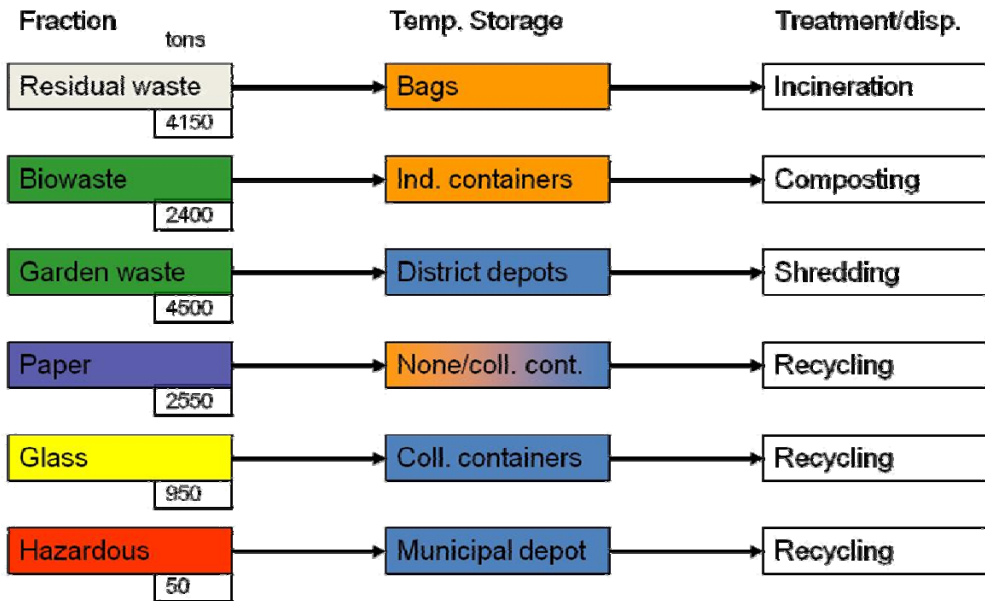 Fraction Temp. Storage Treatment/disp.
tons
Residual waste Bags Incineration
4150
Biowaste Ind. containers Composting
2400
Garden waste District depots Shredding
4500
Paper None/coll. cont. Recycling
2550
Glass Coll. containers Recycling
950
Hazardous Municipal depot Recycling
50